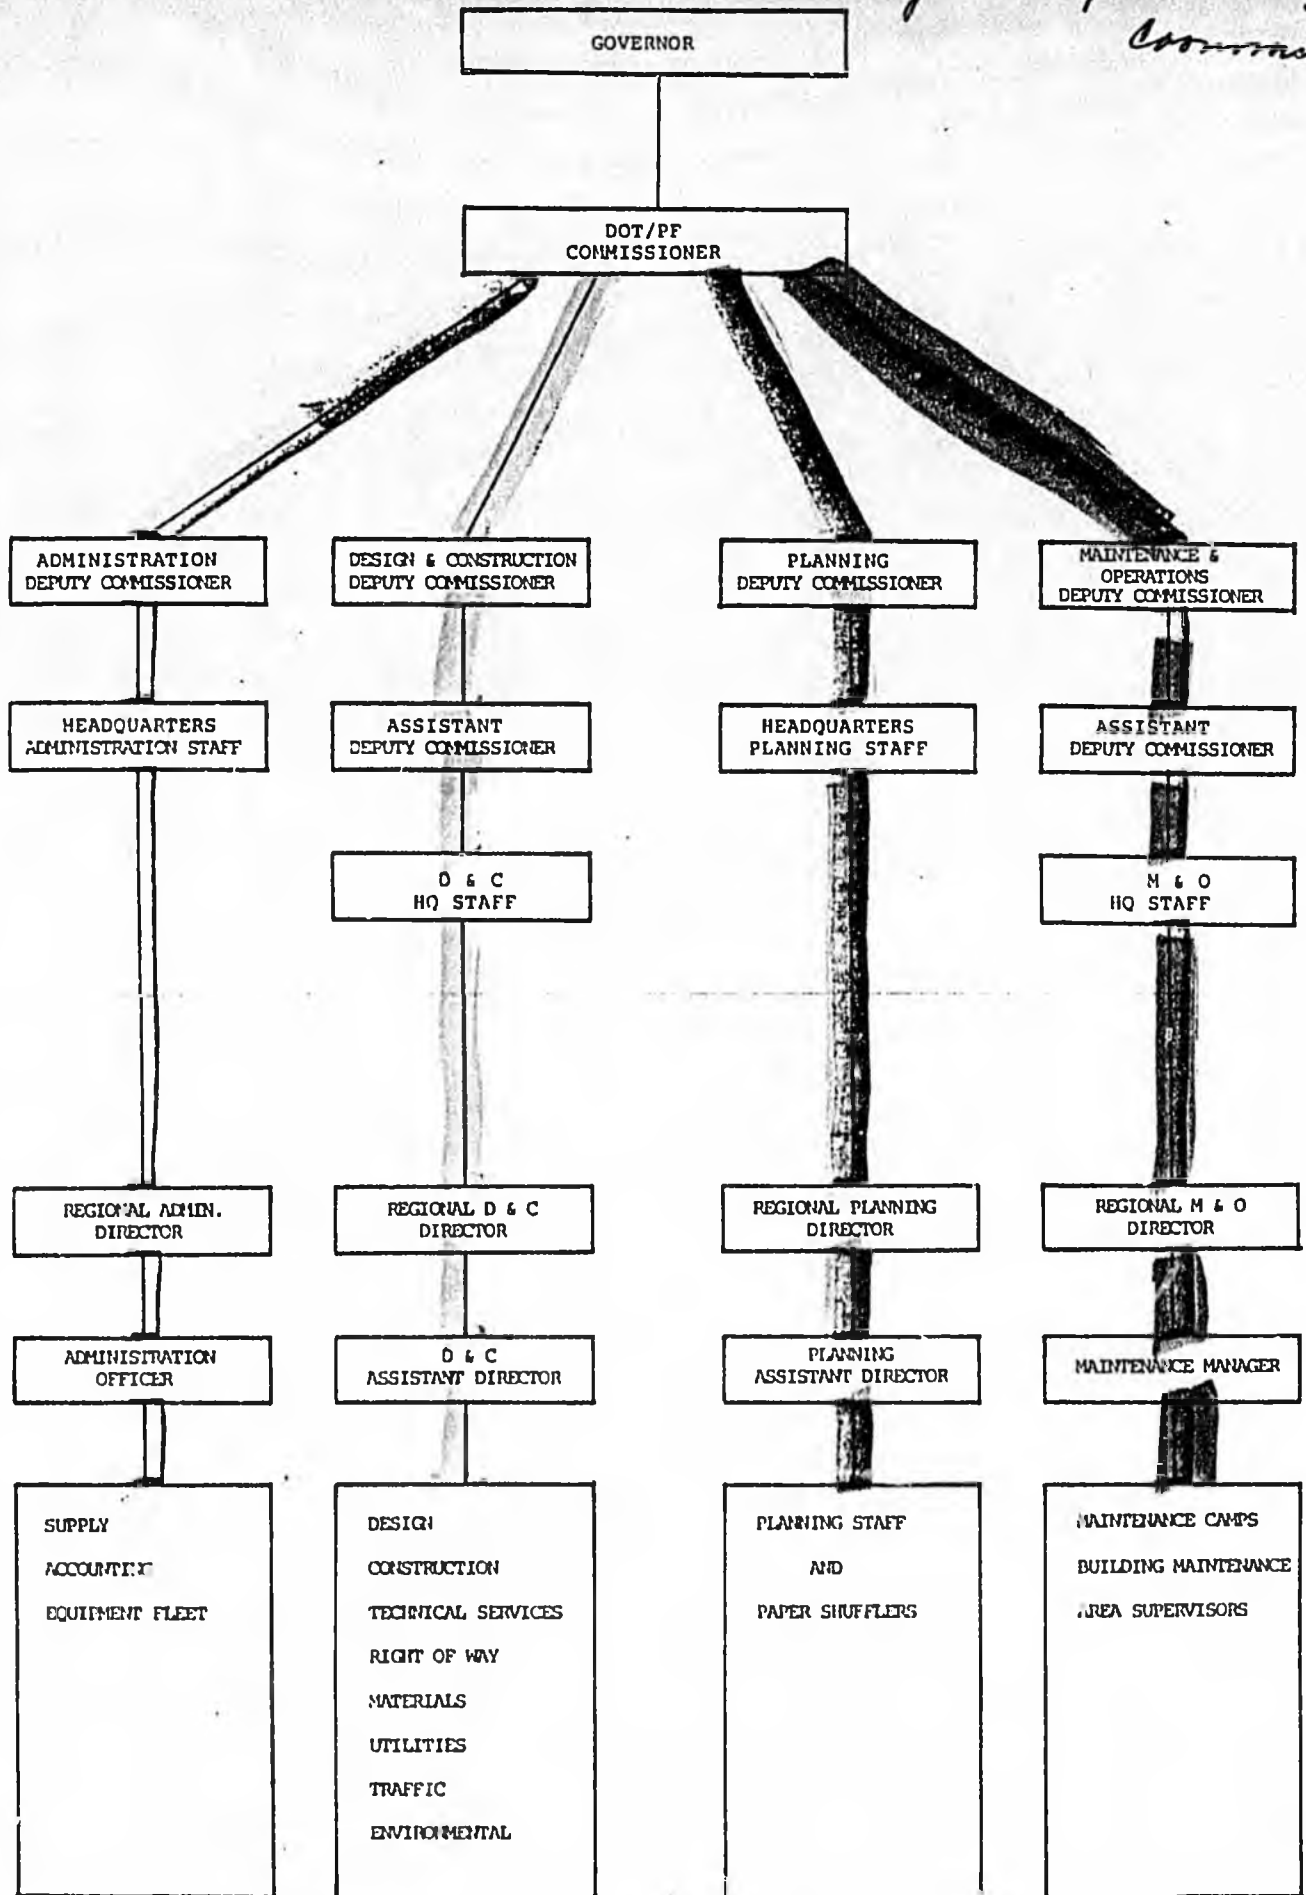 GOVERNOR
DOT/PF
COMMISSIONER
ADMINISTRATION
DEPUTY COMMISSIONER
DESIGN & CONSTRUCTION
DEPUTY COMMISSIONER
PLANNING
DEPUTY COMMISSIONER
MAINTENANCE &
OPERATIONS
DEPUTY COMMISSIONER
HEADQUARTERS
ADMINISTRATION STAFF
ASSISTANT
DEPUTY COMMISSIONER
HEADQUARTERS
PLANNING STAFF
ASSISTANT
DEPUTY COMMISSIONER
D & C
HQ STAFF
M & O
HQ STAFF
REGIONAL ADMIN.
DIRECTOR
REGIONAL D & C
DIRECTOR
REGIONAL PLANNING
DIRECTOR
REGIONAL M & O
DIRECTOR
ADMINISTRATION
OFFICER
D & C
ASSISTANT DIRECTOR
PLANNING
ASSISTANT DIRECTOR
MAINTENANCE MANAGER
SUPPLY
ACCOUNTING
EQUIPMENT FLEET
DESIGN
CONSTRUCTION
TECHNICAL SERVICES
RIGHT OF WAY
MATERIALS
UTILITIES
TRAFFIC
ENVIRONMENTAL
PLANNING STAFF
AND
PAPER SHUFFLERS
MAINTENANCE CAMPS
BUILDING MAINTENANCE
AREA SUPERVISORS